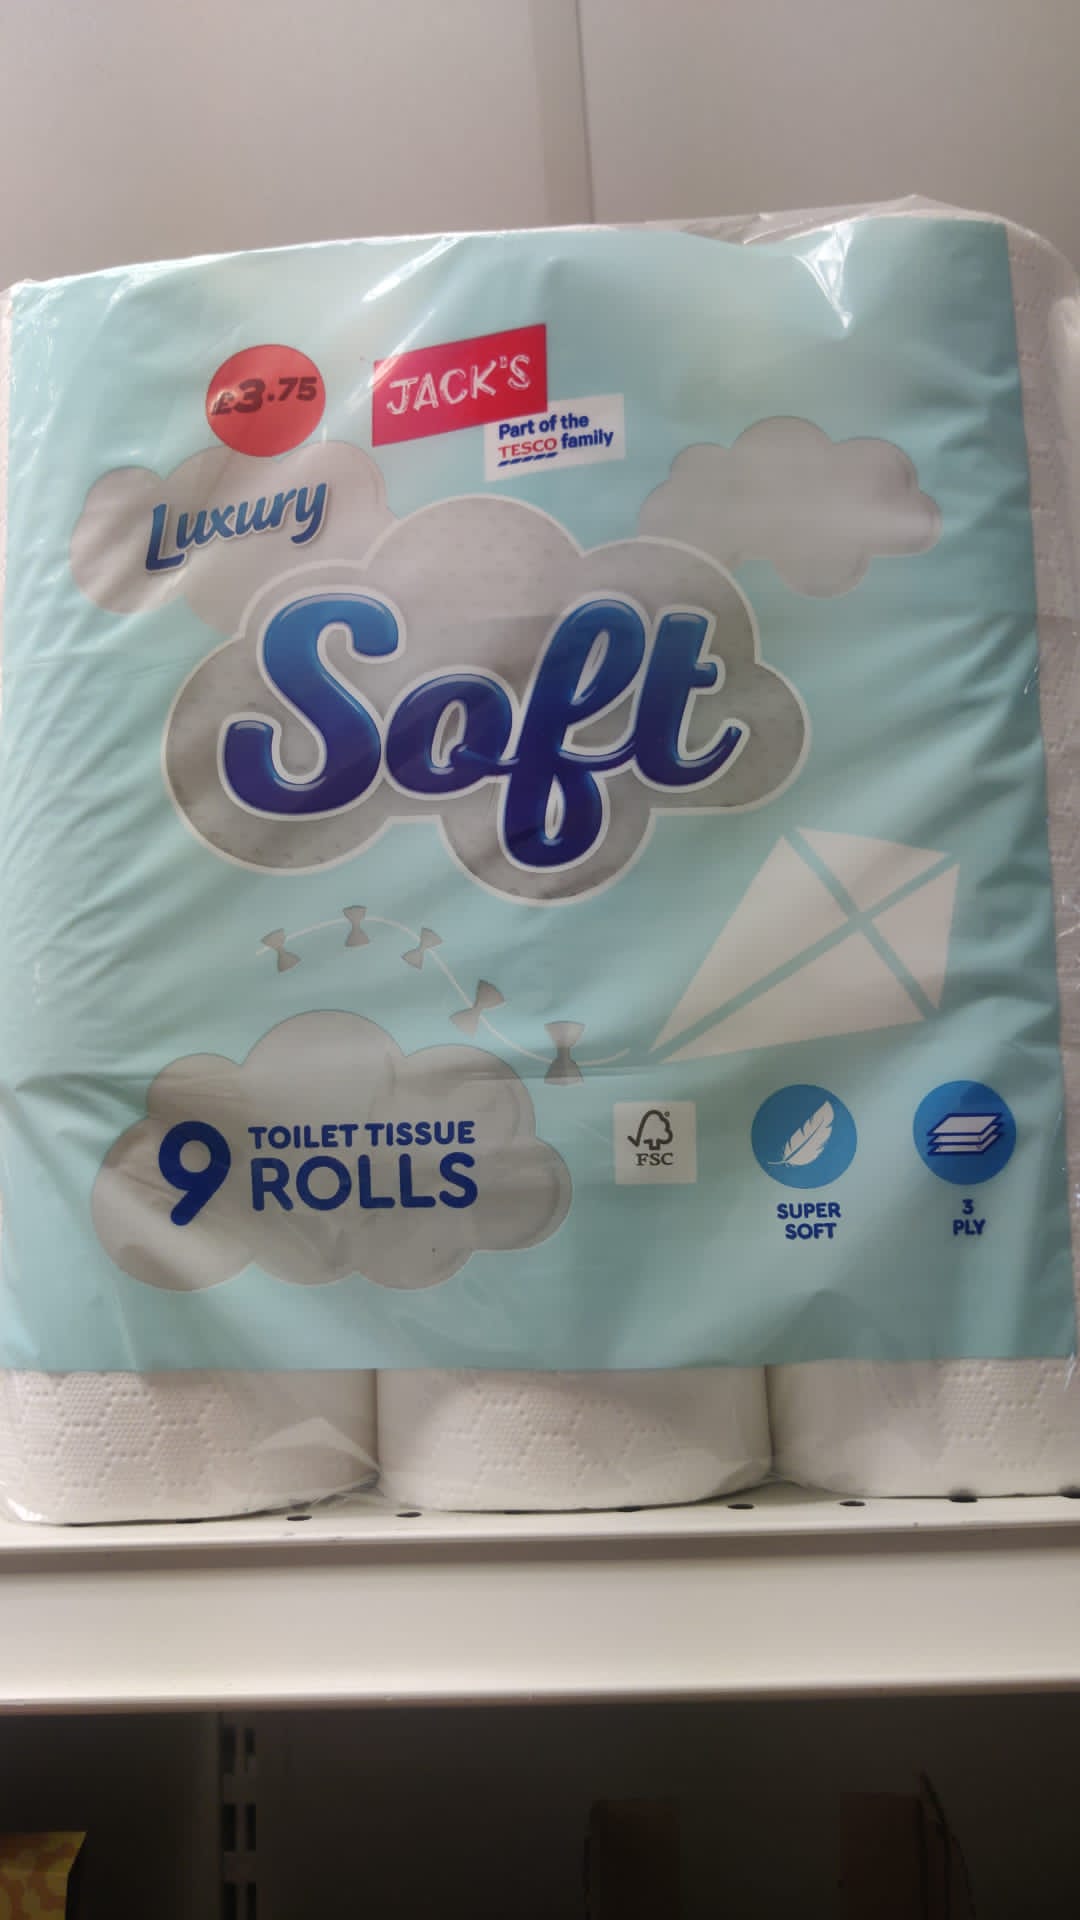 £3.75
JACK'S
Part of the
TESCO family
Luxury
Soft
9 TOILET TISSUE
ROLLS
FSC
SUPER
SOFT
3
PLY